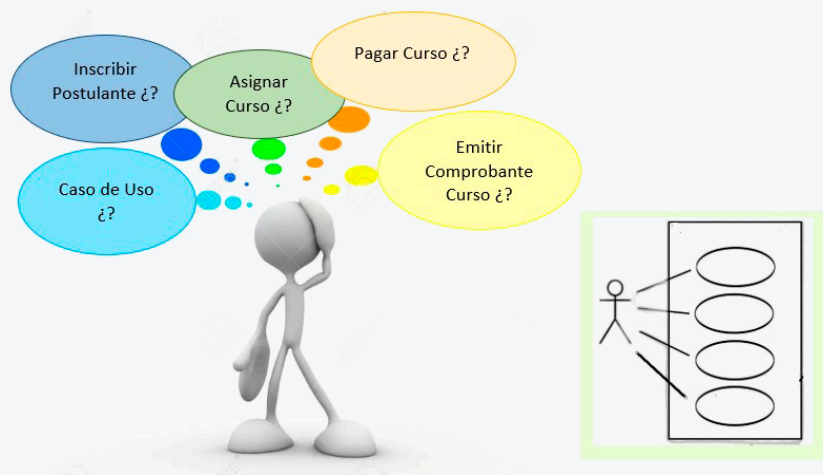 Inscribir
Postulante ¿?
Asignar
Curso ¿?
Pagar Curso ¿?
Caso de Uso
¿?
Emitir
Comprobante
Curso ¿?